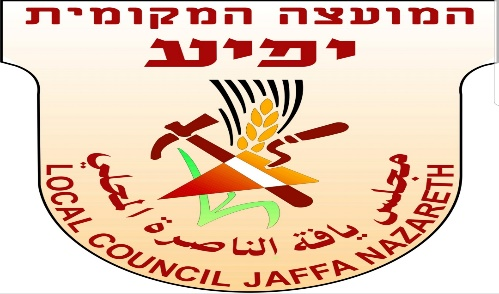 המועצה המקומית
יפיע
مجلس يافة الناصرة المحلي
LOCAL COUNCIL JAFFA NAZARETH